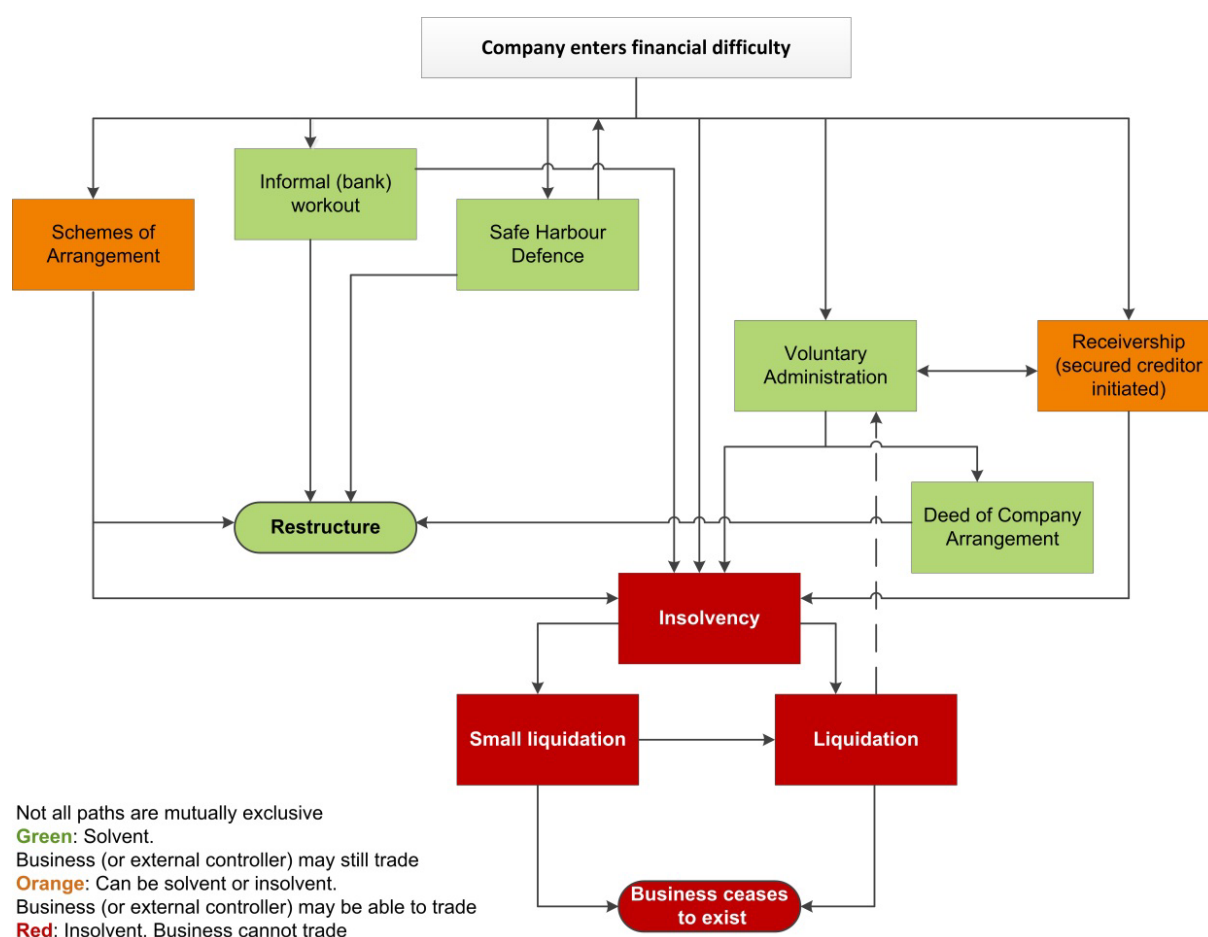 Company enters financial difficulty
Informal (bank)
workout
Schemes of
Arrangement
Safe Harbour
Defence
Voluntary
Administration
Receivership
(secured creditor
initiated)
Restructure
Deed of Company
Arrangement
Insolvency
Small liquidation
Liquidation
Not all paths are mutually exclusive
Green: Solvent.
Business (or external controller) may still trade
Orange: Can be solvent or insolvent.
Business (or external controller) may be able to trade
Red: Insolvent. Business cannot trade
Business ceases
to exist